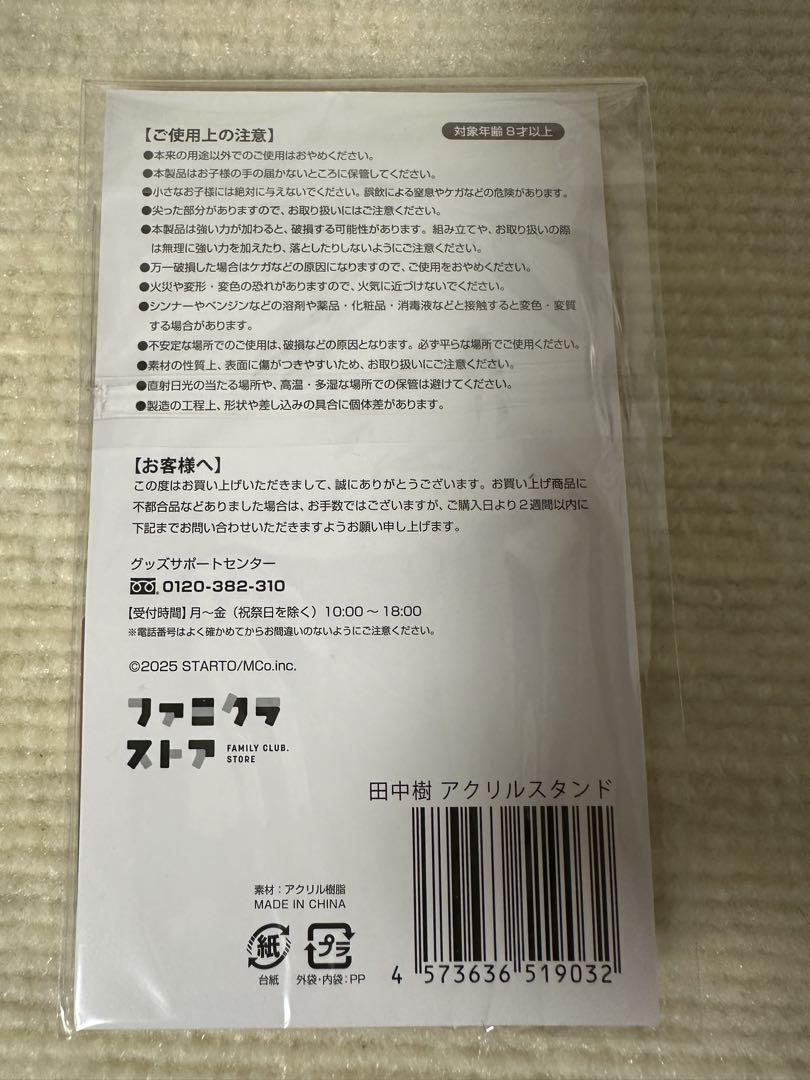 【ご使用上の注意】
対象年齢8才以上
●本来の用途以外でのご使用はおやめください。
●本製品はお子様の手の届かないところに保管してください。
●小さなお子様には絶対に与えないでください。誤飲による窒息やケガなどの危険があります。
●尖った部分がありますので、お取り扱いにはご注意ください。
●本製品は強い力が加わると、破損する可能性があります。組み立てや、お取り扱いの際
は無理に強い力を加えたり、落としたりしないようにご注意ください。
●万一破損した場合はケガなどの原因になりますので、ご使用をおやめください。
●火災や変形・変色の恐れがありますので、火気に近づけないでください。
●シンナーやベンジンなどの溶剤や薬品・化粧品・消毒液などと接触すると変色・変質
する場合があります。
●不安定な場所でのご使用は、破損などの原因となります。必ず平らな場所でご使用ください。
●素材の性質上、表面に傷がつきやすいため、お取り扱いにご注意ください。
●直射日光の当たる場所や、高温・多湿な場所での保管は避けてください。
●製造の工程上、形状や差し込みの具合に個体差があります。
【お客様へ】
この度はお買い上げいただきまして、誠にありがとうございます。お買い上げ商品に
不都合品などありました場合は、お手数ではございますが、ご購入日より2週間以内に
下記までお問い合わせいただきますようお願い申し上げます。
グッズサポートセンター
0120-382-310
【受付時間】月〜金（祝祭日を除く）10:00〜18:00
※電話番号はよく確かめてからお間違いのないようにご注意ください。
©2025 STARTO/MCo.inc.
ファミクラ
ストア
FAMILY CLUB.
STORE
田中樹 アクリルスタンド
素材：アクリル樹脂
MADE IN CHINA
紙
プラ
台紙
外袋・内袋：PP
4 573636 519032